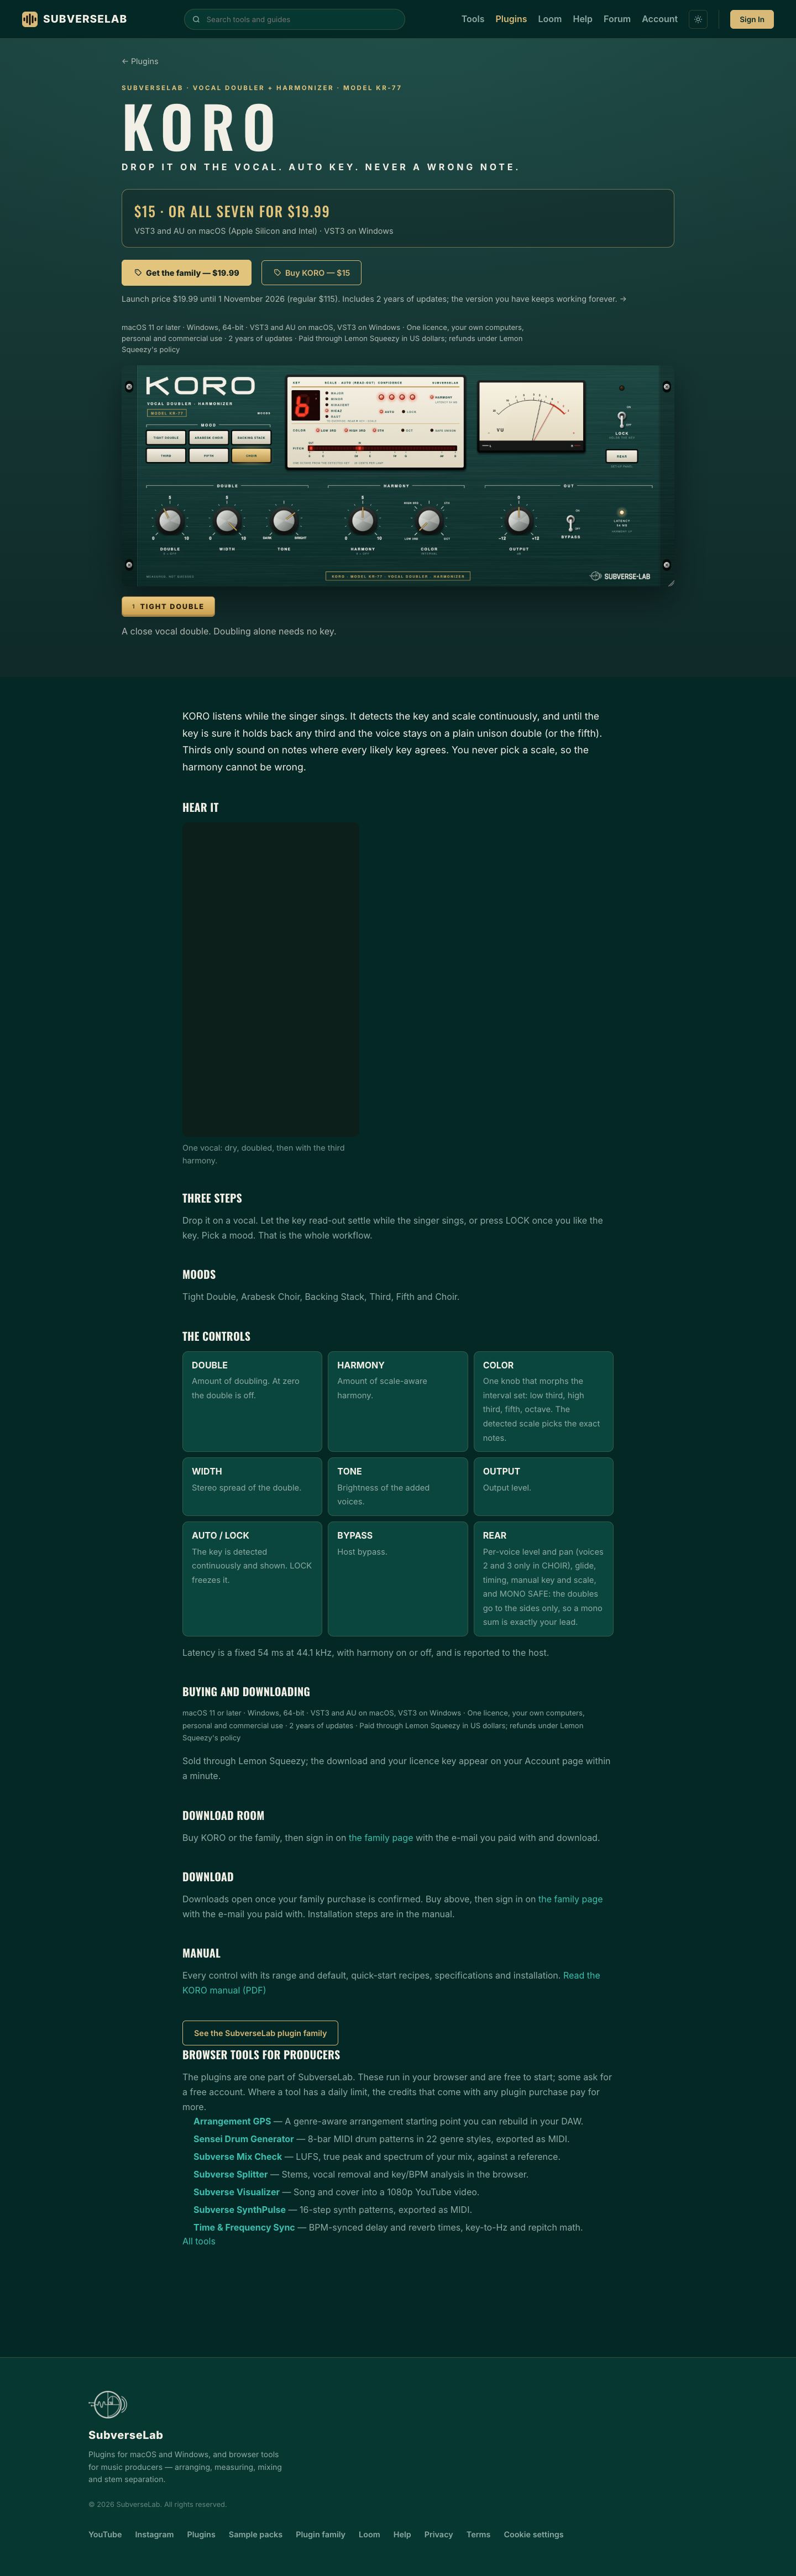 SUBVERSELAB
Search tools and guides
Tools
Plugins
Loom
Help
Forum
Account
Sign In
← Plugins
SUBVERSELAB · VOCAL DOUBLER + HARMONIZER · MODEL KR-77
KORO
DROP IT ON THE VOCAL. AUTO KEY. NEVER A WRONG NOTE.
$15 · OR ALL SEVEN FOR $19.99
VST3 and AU on macOS (Apple Silicon and Intel) · VST3 on Windows
Get the family — $19.99
Buy KORO — $15
Launch price $19.99 until 1 November 2026 (regular $115). Includes 2 years of updates; the version you have keeps working forever. →
macOS 11 or later · Windows, 64-bit · VST3 and AU on macOS, VST3 on Windows · One licence, your own computers,
personal and commercial use · 2 years of updates · Paid through Lemon Squeezy in US dollars; refunds under Lemon
Squeezy's policy
KORO
VOCAL DOUBLER · HARMONIZER
MODEL KR-77
MOOD
TIGHT DOUBLE
ARABESK CHOIR
BACKING STACK
THIRD
FIFTH
CHOIR
KEY
MAJOR
MINOR
HIJAZ
HARMONY
AUTO
LOCK
COLOR
LOW 3RD
HIGH 3RD
5TH
OCT
VU
LOCK
REAR
DOUBLE
HARMONY
OUT
0
10
0
10
DARK
BRIGHT
0
10
-12
+12
DOUBLE
WIDTH
TONE
HARMONY
COLOR
OUTPUT
BYPASS
LATENCY
KORO · MODEL KR-77 · VOCAL DOUBLER · HARMONIZER
SUBVERSE-LAB
1 TIGHT DOUBLE
A close vocal double. Doubling alone needs no key.
KORO listens while the singer sings. It detects the key and scale continuously, and until the
key is sure it holds back any third and the voice stays on a plain unison double (or the fifth).
Thirds only sound on notes where every likely key agrees. You never pick a scale, so the
harmony cannot be wrong.
HEAR IT
One vocal: dry, doubled, then with the third
harmony.
THREE STEPS
Drop it on a vocal. Let the key read-out settle while the singer sings, or press LOCK once you like the
key. Pick a mood. That is the whole workflow.
MOODS
Tight Double, Arabesk Choir, Backing Stack, Third, Fifth and Choir.
THE CONTROLS
DOUBLE
Amount of doubling. At zero
the double is off.
HARMONY
Amount of scale-aware
harmony.
COLOR
One knob that morphs the
interval set: low third, high
third, fifth, octave. The
detected scale picks the exact
notes.
WIDTH
Stereo spread of the double.
TONE
Brightness of the added
voices.
OUTPUT
Output level.
AUTO / LOCK
The key is detected
continuously and shown. LOCK
freezes it.
BYPASS
Host bypass.
REAR
Per-voice level and pan (voices
2 and 3 only in CHOIR), glide,
timing, manual key and scale,
and MONO SAFE: the doubles
go to the sides only, so a mono
sum is exactly your lead.
Latency is a fixed 54 ms at 44.1 kHz, with harmony on or off, and is reported to the host.
BUYING AND DOWNLOADING
macOS 11 or later · Windows, 64-bit · VST3 and AU on macOS, VST3 on Windows · One licence, your own computers,
personal and commercial use · 2 years of updates · Paid through Lemon Squeezy in US dollars; refunds under Lemon
Squeezy's policy
Sold through Lemon Squeezy; the download and your licence key appear on your Account page within
a minute.
DOWNLOAD ROOM
Buy KORO or the family, then sign in on the family page with the e-mail you paid with and download.
DOWNLOAD
Downloads open once your family purchase is confirmed. Buy above, then sign in on the family page
with the e-mail you paid with. Installation steps are in the manual.
MANUAL
Every control with its range and default, quick-start recipes, specifications and installation. Read the
KORO manual (PDF)
See the SubverseLab plugin family
BROWSER TOOLS FOR PRODUCERS
The plugins are one part of SubverseLab. These run in your browser and are free to start; some ask for
a free account. Where a tool has a daily limit, the credits that come with any plugin purchase pay for
more.
Arrangement GPS — A genre-aware arrangement starting point you can rebuild in your DAW.
Sensei Drum Generator — 8-bar MIDI drum patterns in 22 genre styles, exported as MIDI.
Subverse Mix Check — LUFS, true peak and spectrum of your mix, against a reference.
Subverse Splitter — Stems, vocal removal and key/BPM analysis in the browser.
Subverse Visualizer — Song and cover into a 1080p YouTube video.
Subverse SynthPulse — 16-step synth patterns, exported as MIDI.
Time & Frequency Sync — BPM-synced delay and reverb times, key-to-Hz and repitch math.
All tools
SubverseLab
Plugins for macOS and Windows, and browser tools
for music producers — arranging, measuring, mixing
and stem separation.
© 2026 SubverseLab. All rights reserved.
YouTube
Instagram
Plugins
Sample packs
Plugin family
Loom
Help
Privacy
Terms
Cookie settings